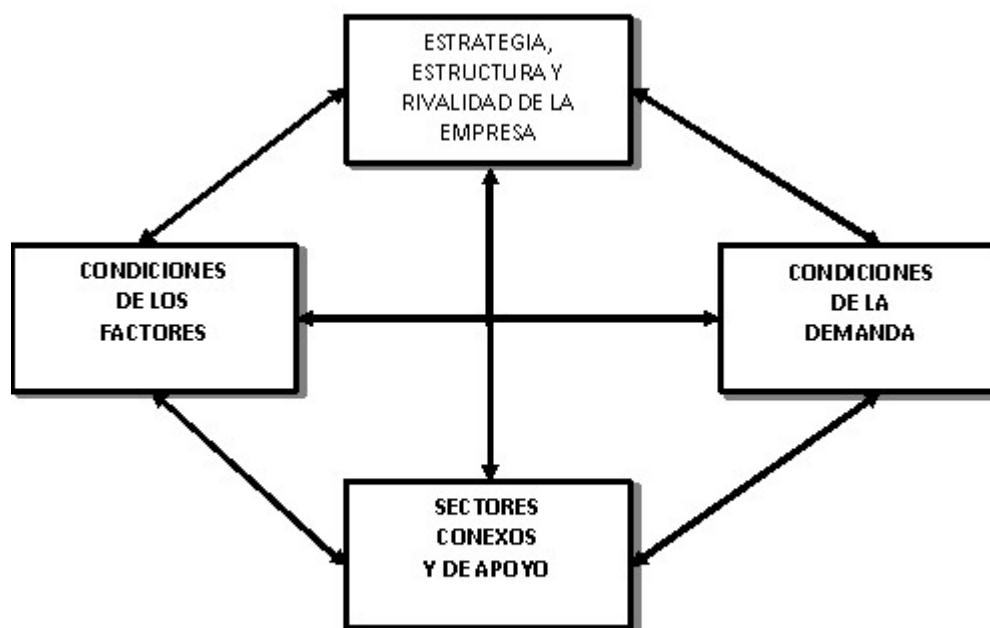 ESTRATEGIA,
ESTRUCTURA Y
RIVALIDAD DE LA
EMPRESA
CONDICIONES
DE LOS
FACTORES
CONDICIONES
DE LA
DEMANDA
SECTORES
CONEXOS
Y DE APOYO